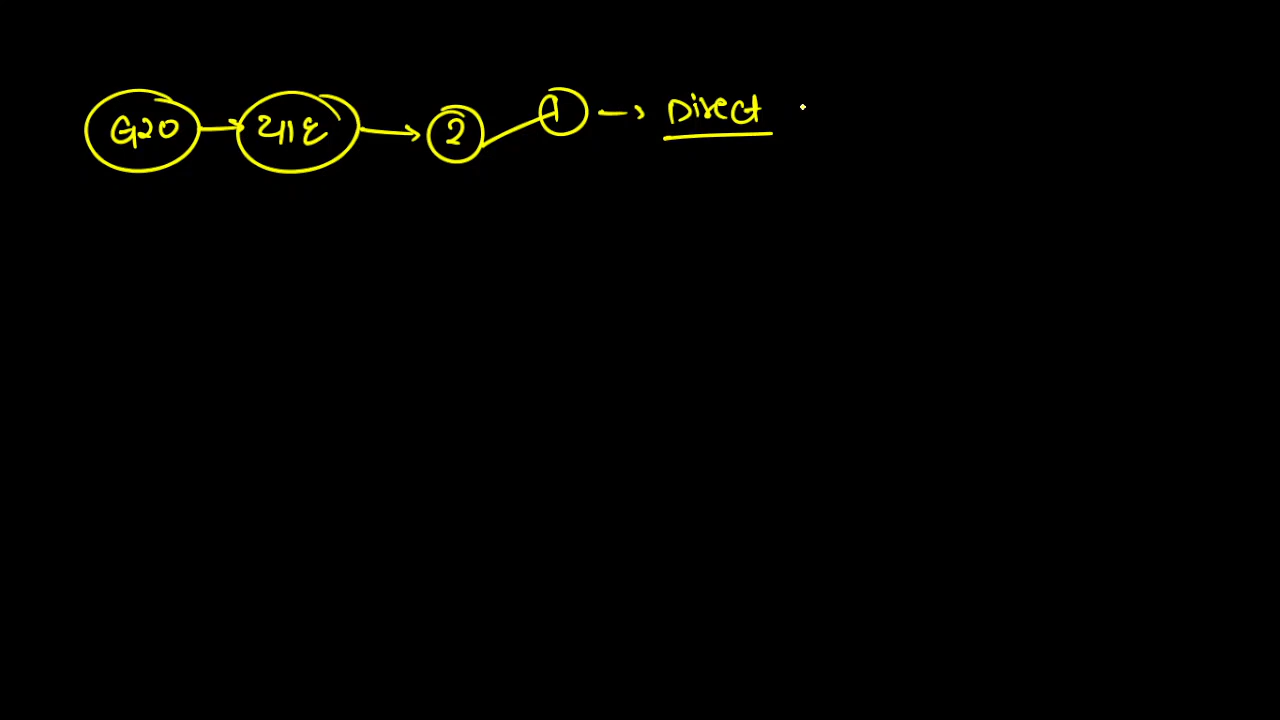 G20 → → 2 1 → Direct